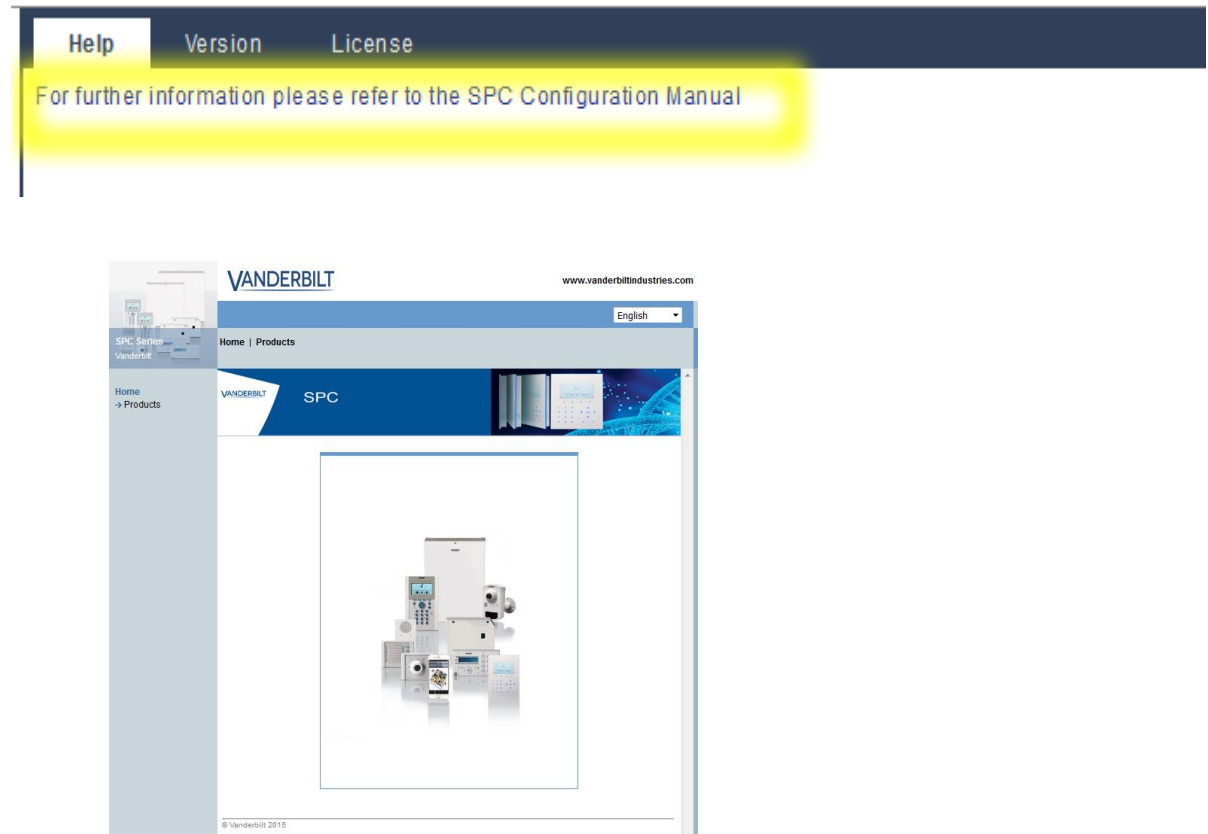 Help Version License
For further information please refer to the SPC Configuration Manual
VANDERBILT
www.vanderbiltindustries.com
English
SPC Series
Vanderbilt
Home | Products
Home
→ Products
VANDERBILT
SPC
© Vanderbilt 2015